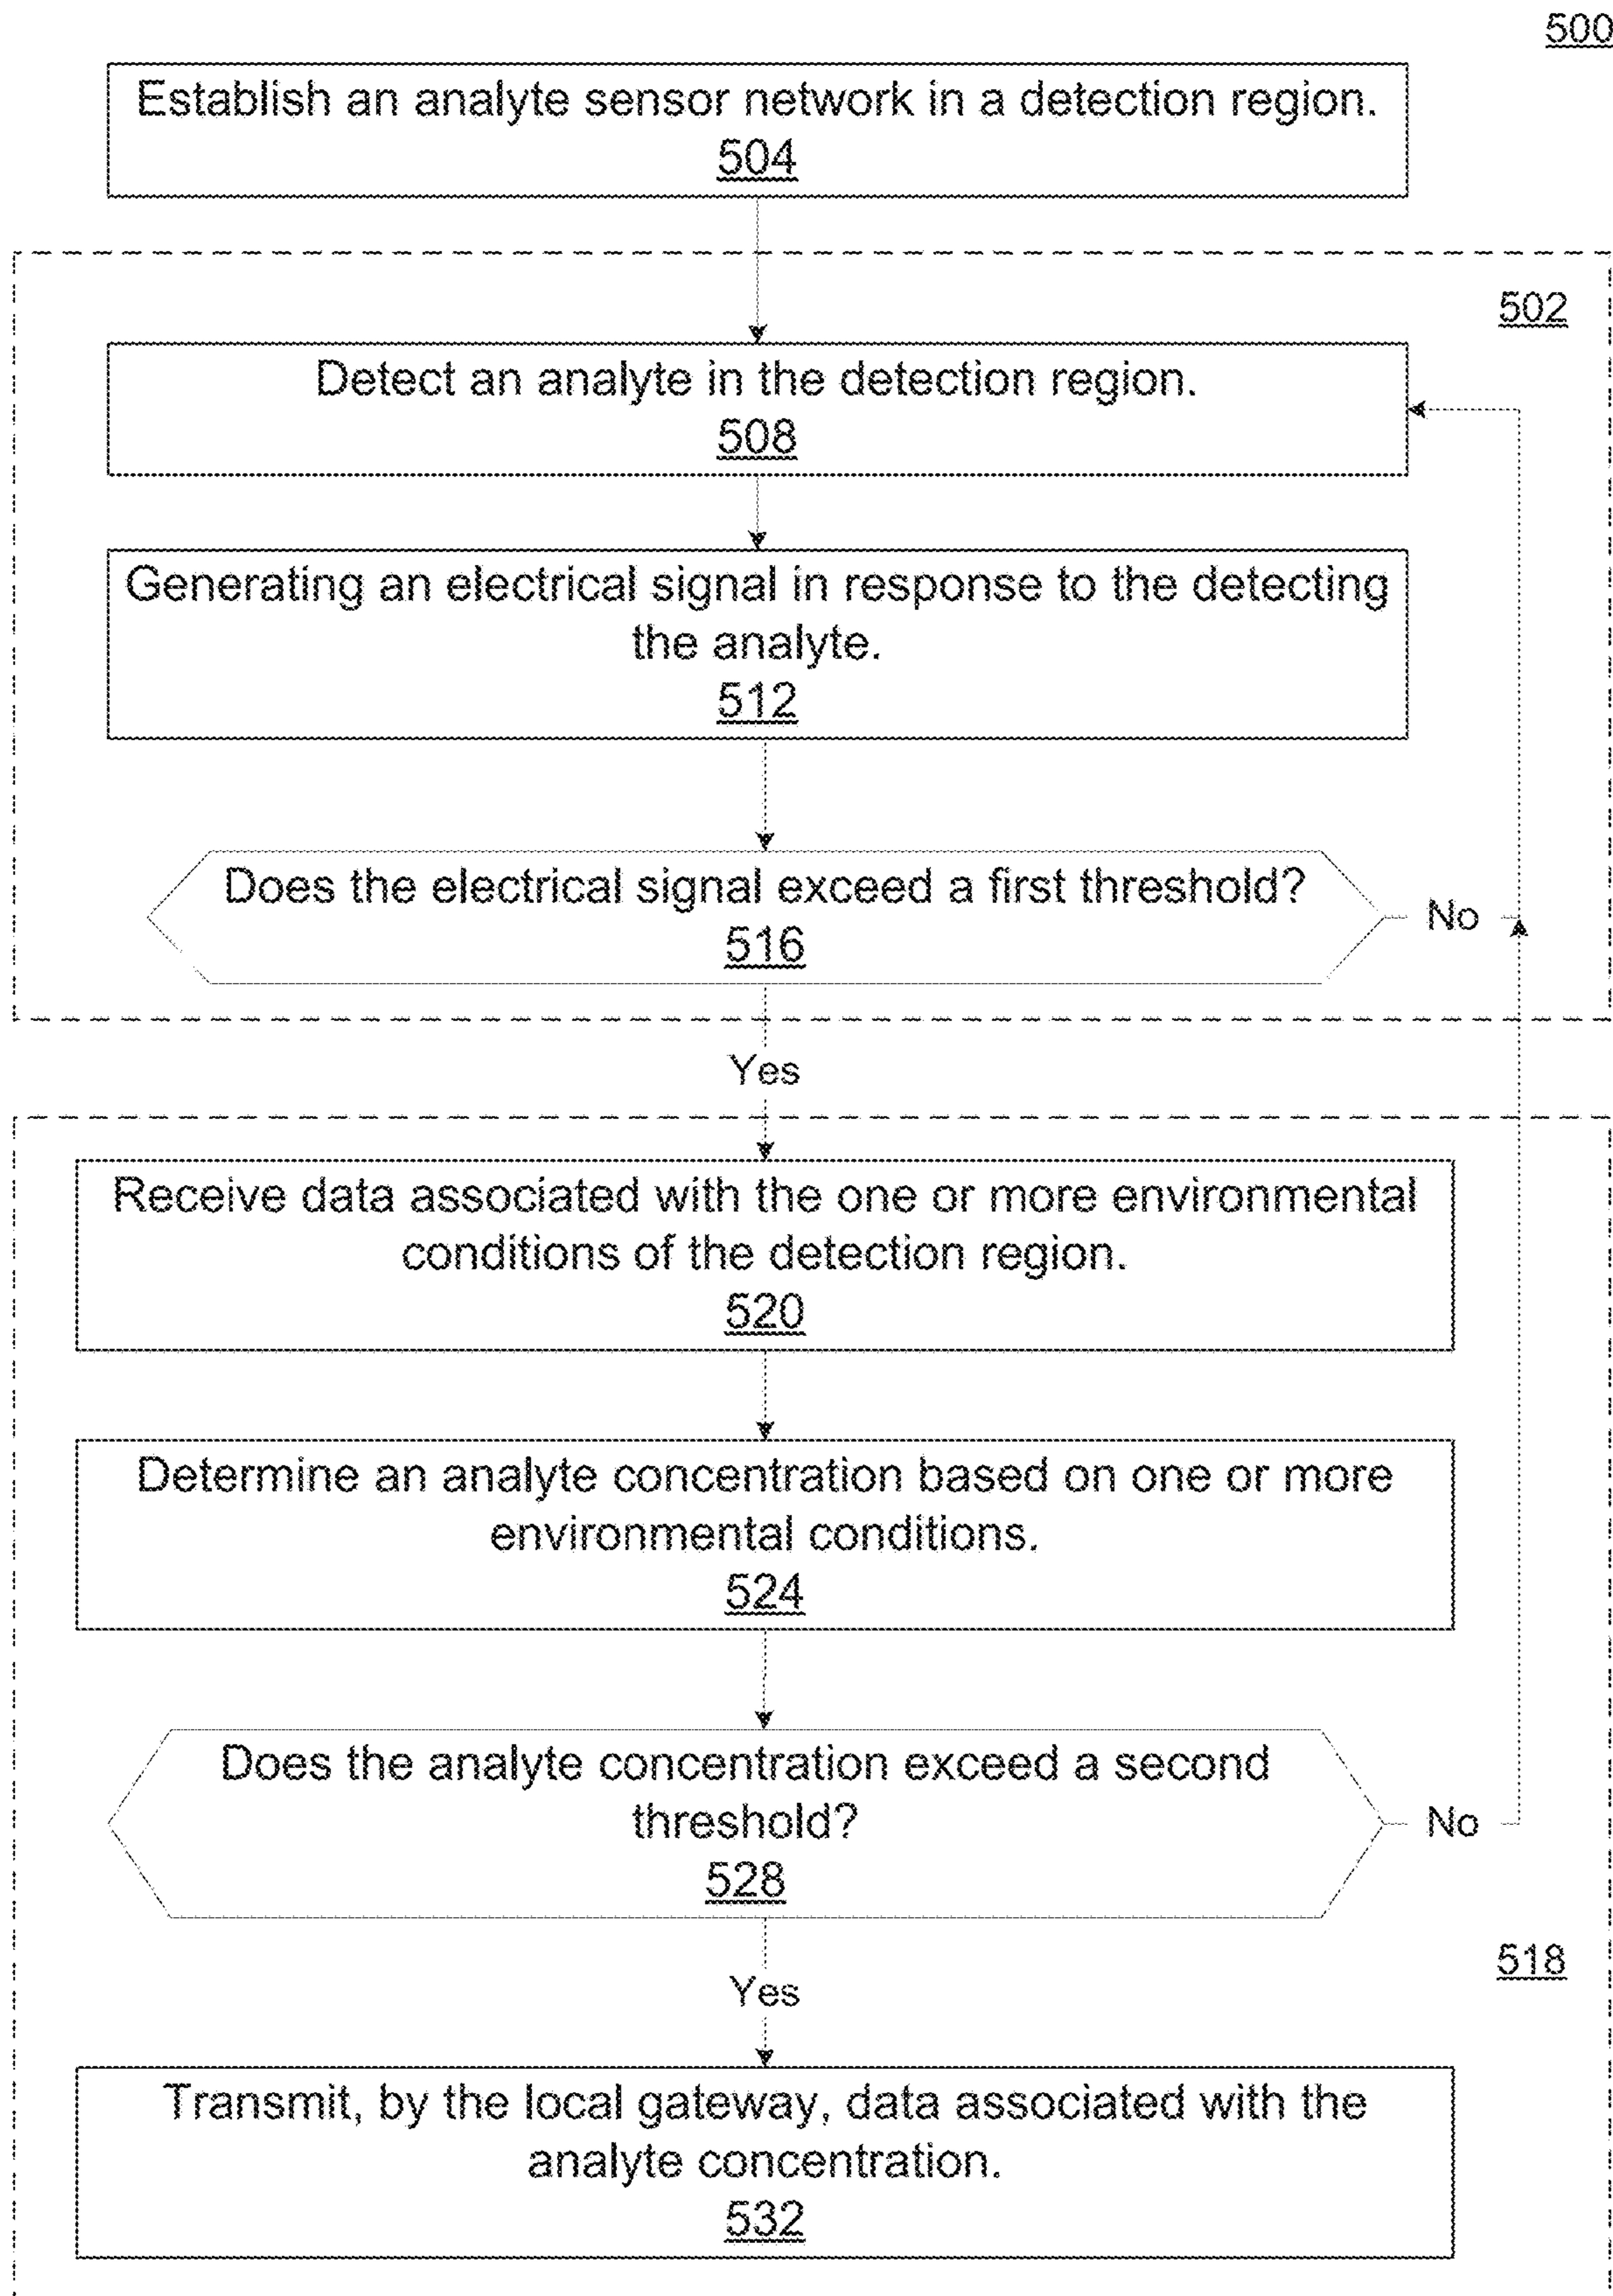 500
Establish an analyte sensor network in a detection region.
504
502
Detect an analyte in the detection region.
508
Generating an electrical signal in response to the detecting
the analyte.
512
Does the electrical signal exceed a first threshold?
516
No
Yes
Receive data associated with the one or more environmental
conditions of the detection region.
520
Determine an analyte concentration based on one or more
environmental conditions.
524
Does the analyte concentration exceed a second
threshold?
528
No
518
Yes
Transmit, by the local gateway, data associated with the
analyte concentration.
532